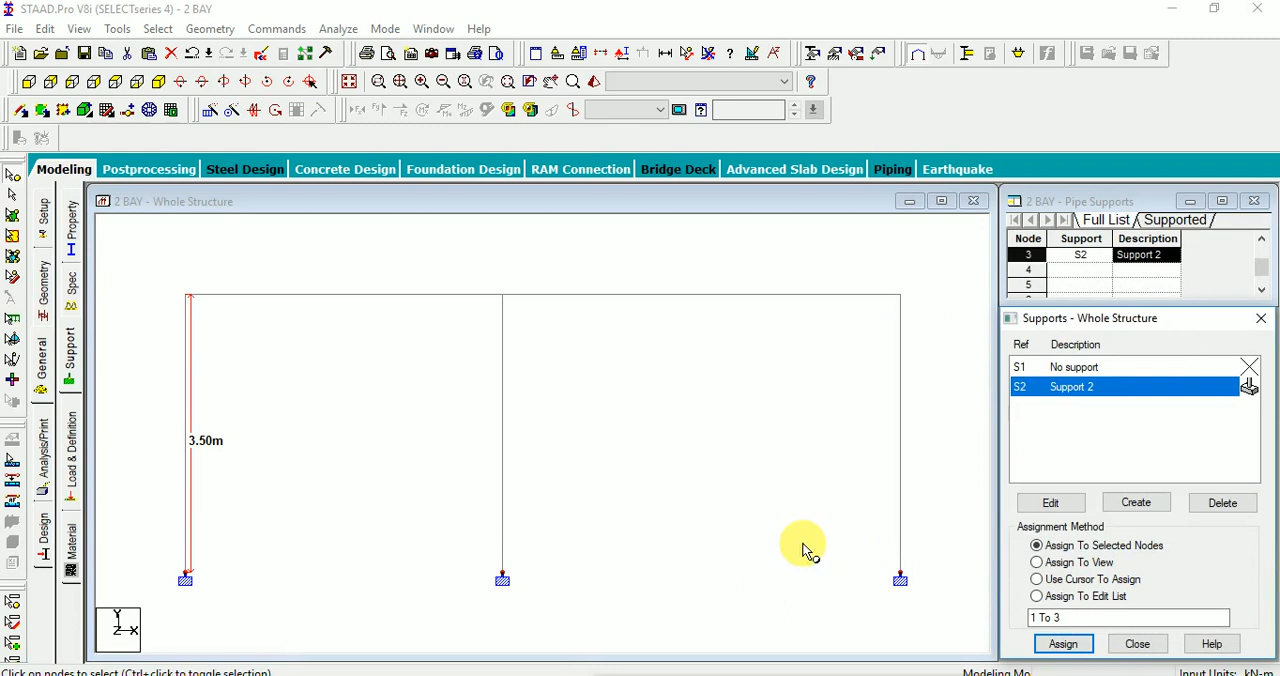 STAAD.Pro V8i (SELECTseries 4) - 2 BAY
File Edit View Tools Select Geometry Commands Analyze Mode Window Help
Modeling Postprocessing Steel Design Concrete Design Foundation Design RAM Connection Bridge Deck Advanced Slab Design Piping Earthquake
Setup
Geometry
General
Analysis/Print
Design
Property
Spec
Support
Load & Definition
Material
2 BAY - Whole Structure
3.50m
Y
Z X
2 BAY - Pipe Supports
Full List Supported
Node Support Description
3 S2 Support 2
4
5
Supports - Whole Structure
Ref Description
S1 No support
S2 Support 2
Edit Create Delete
Assignment Method
Assign To Selected Nodes
Assign To View
Use Cursor To Assign
Assign To Edit List
1 To 3
Assign Close Help
Click on nodes to select (Ctrl+click to toggle selection) Modeling Mo Input Units: kN-m